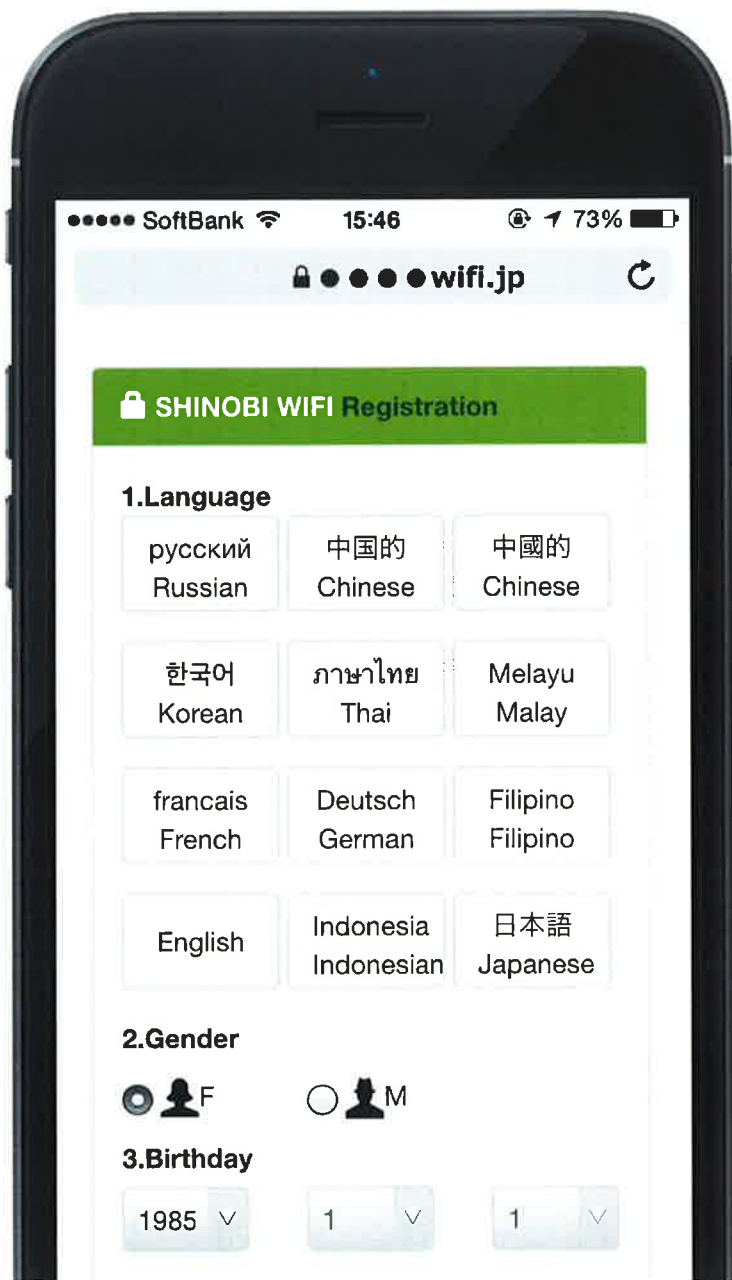 ●●●●● SoftBank 15:46 73%
●●●●wifi.jp
SHINOBI WIFI Registration
1.Language
русский 中国的 中國的
Russian Chinese Chinese
한국어 ภาษาไทย Melayu
Korean Thai Malay
francais Deutsch Filipino
French German Filipino
English Indonesia 日本語
Indonesian Japanese
2.Gender
F M
3.Birthday
1985 1 1